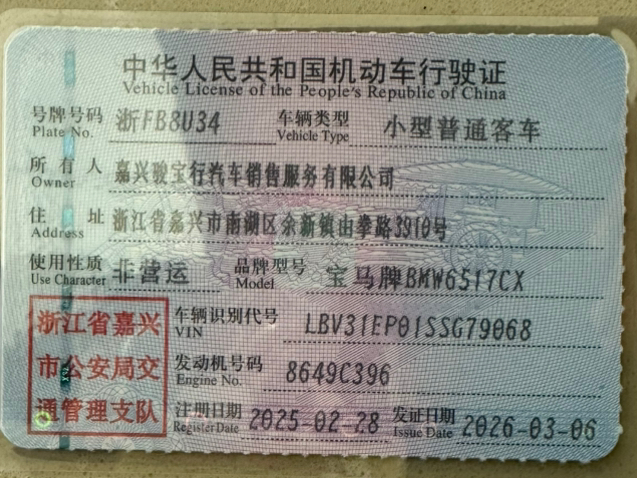 中华人民共和国机动车行驶证
Vehicle License of the People's Republic of China
号牌号码 浙FB8U34 车辆类型 小型普通客车
Plate No. Vehicle Type
所有人 嘉兴骏宝行汽车销售服务有限公司
Owner
住址 浙江省嘉兴市南湖区余新镇由拳路3910号
Address
使用性质 非营运 品牌型号 宝马牌BMW6517CX
Use Character Model
浙江省嘉兴
市公安局交
通管理支队
车辆识别代号 LBV31EP01SSG79068
VIN
发动机号码 8649C396
Engine No.
注册日期 2025-02-28 发证日期 2026-03-06
Register Date Issue Date